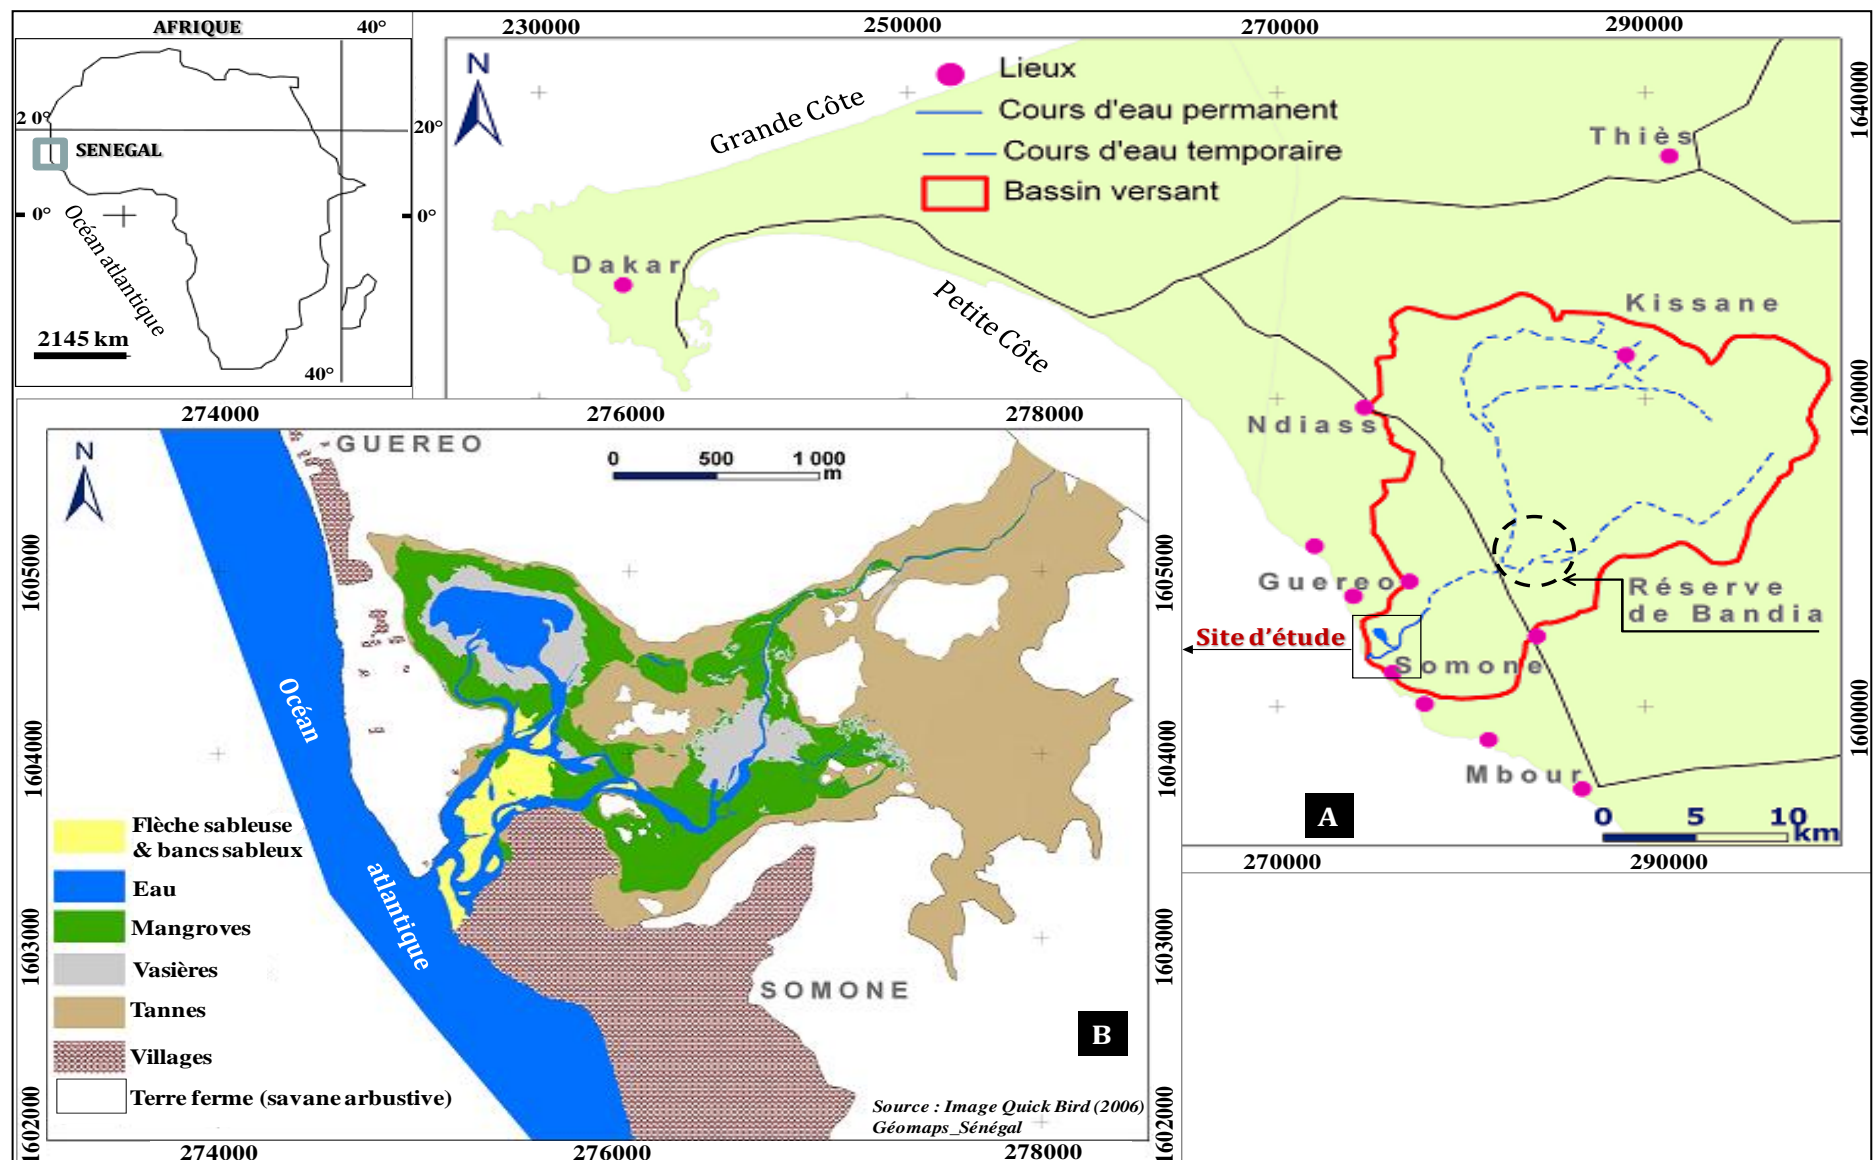 AFRIQUE
40°
2 0°
20°
SENEGAL
0°
0°
Océan atlantique
2145 km
40°
230000
250000
270000
290000
N
Lieux
Cours d'eau permanent
Cours d'eau temporaire
Bassin versant
Grande Côte
Petite Côte
Thiès
Dakar
Kissane
Ndiass
Guereo
Réserve
de Bandia
Site d'étude
Somone
Mbour
A
0 5 10
km
1640000
1620000
1600000
270000
290000
274000
276000
278000
N
GUEREO
0 500 1 000
m
1605000
1604000
1603000
1602000
1605000
1604000
1603000
1602000
Océan
atlantique
SOMONE
B
Flèche sableuse
& bancs sableux
Eau
Mangroves
Vasières
Tannes
Villages
Terre ferme (savane arbustive)
Source : Image Quick Bird (2006)
Géomaps_Sénégal
274000
276000
278000